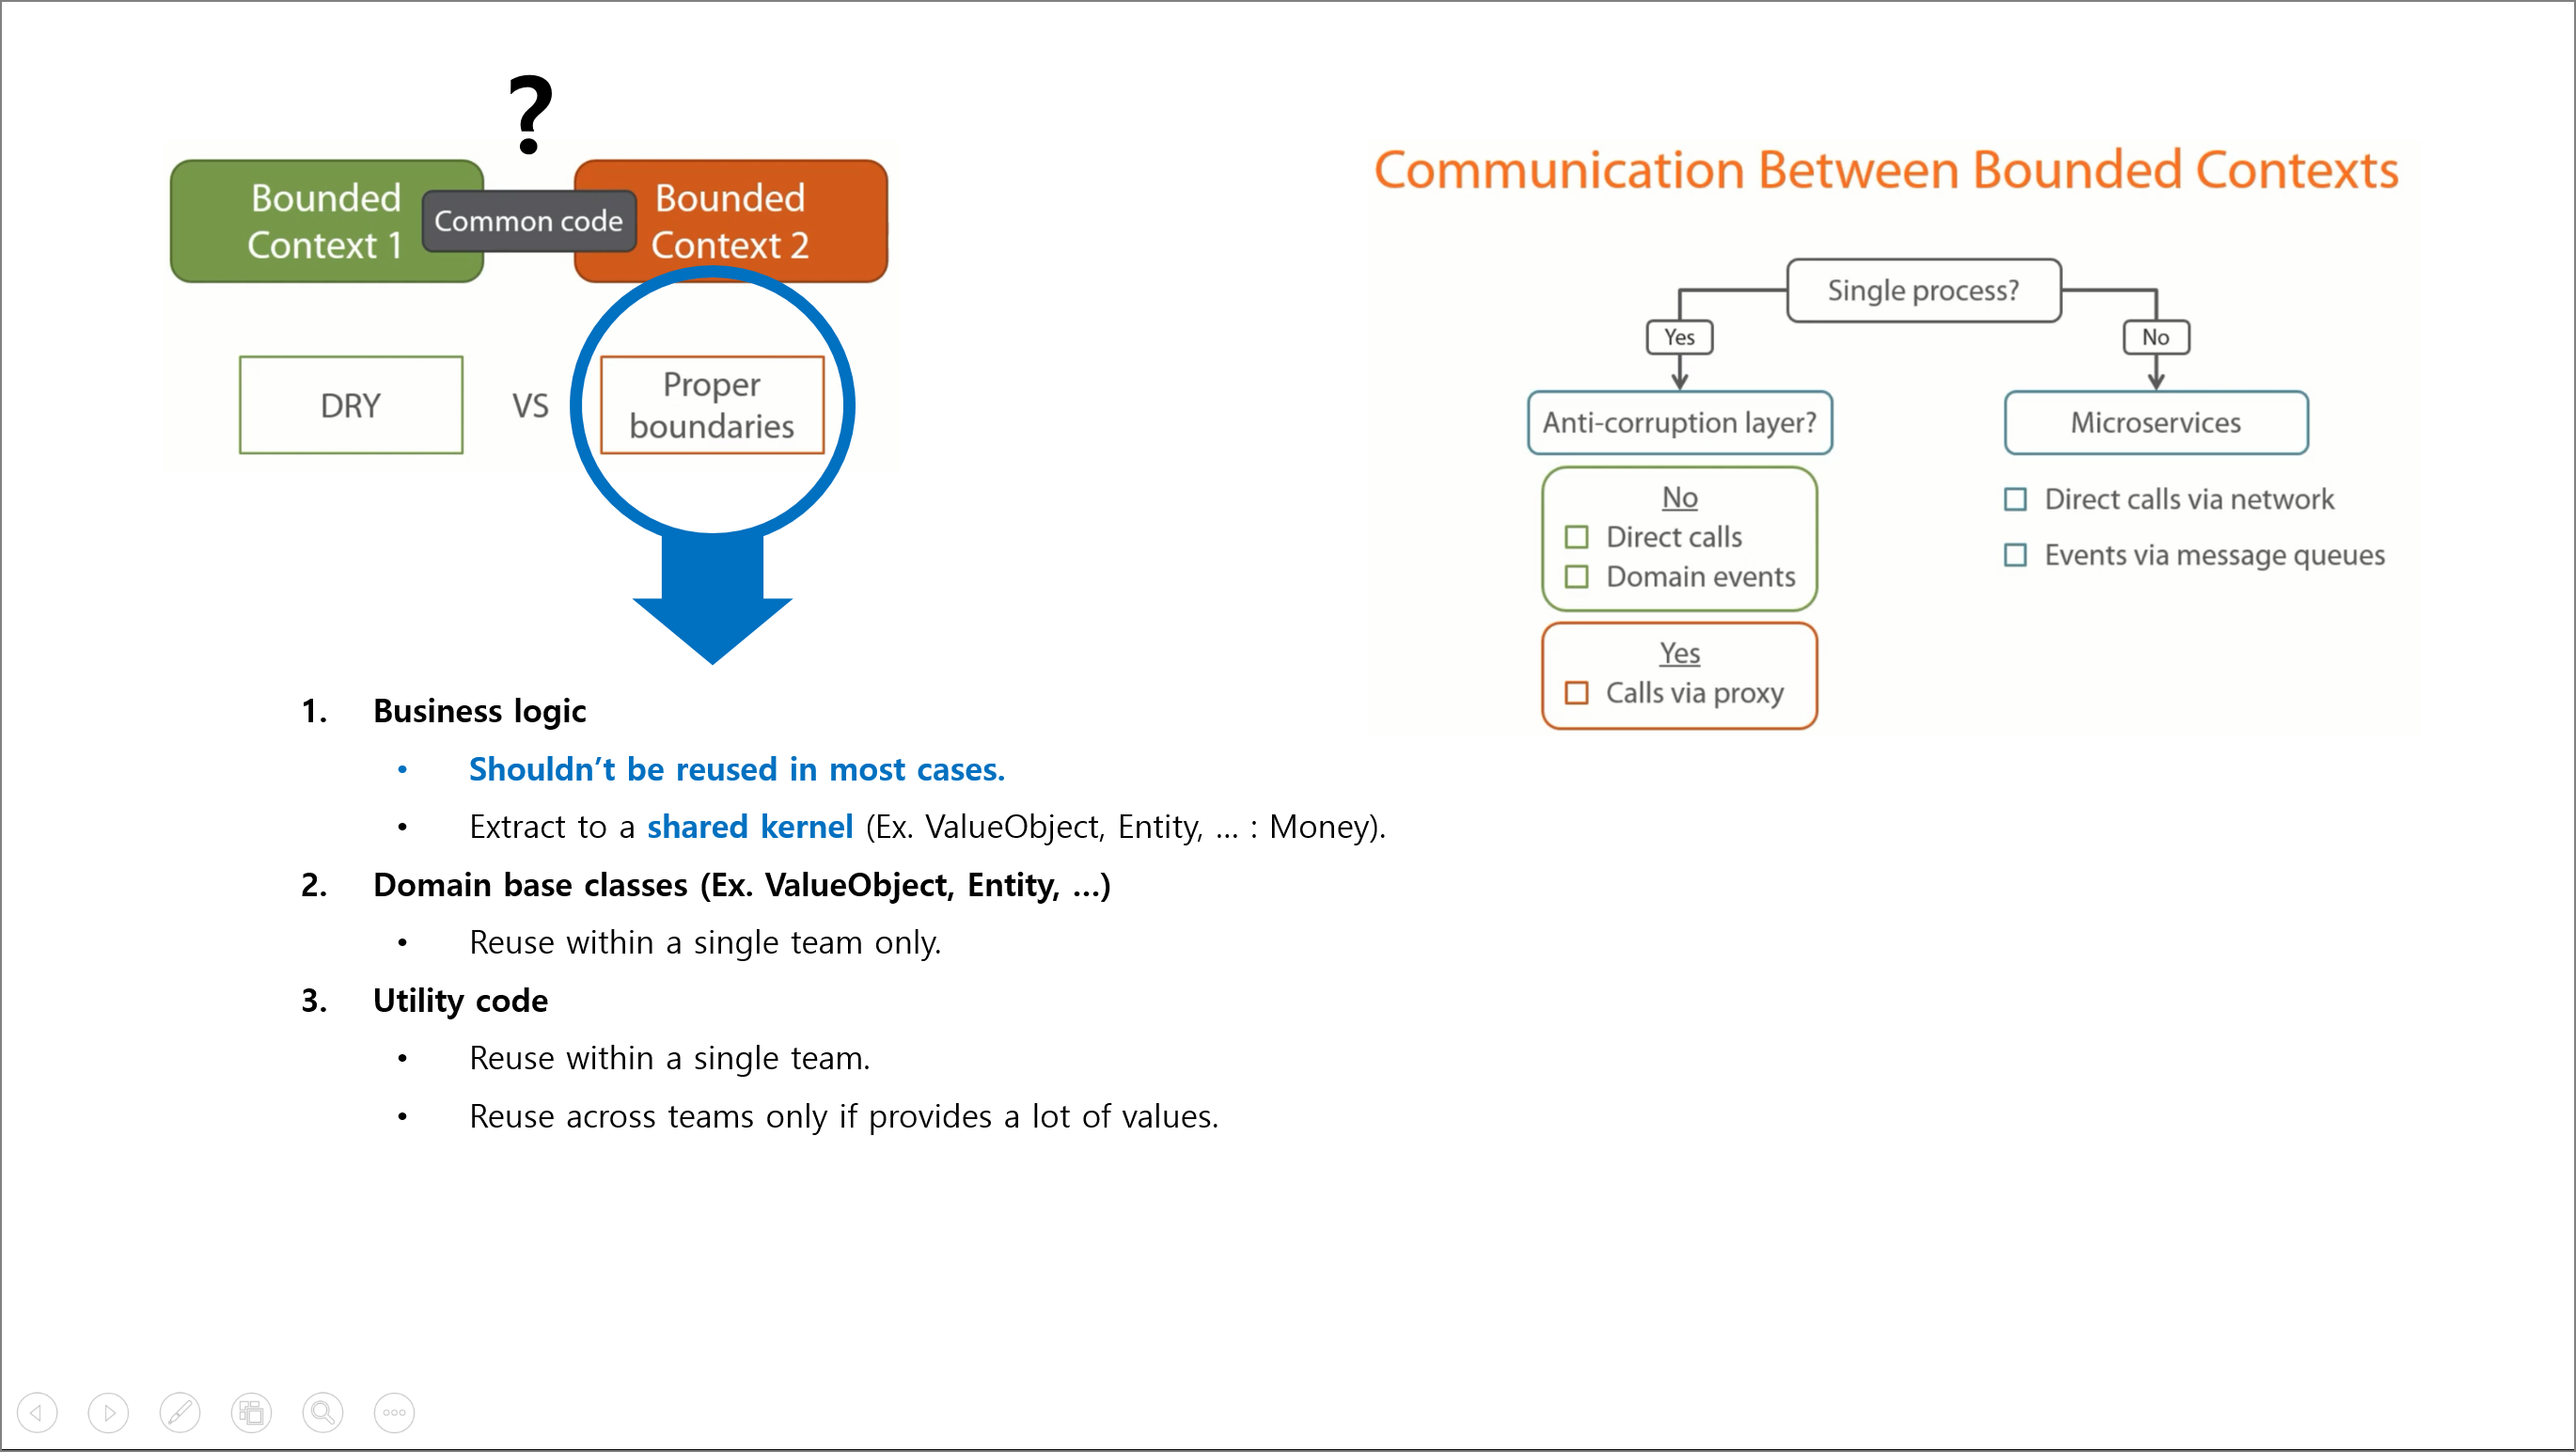 ?
Bounded
Context 1
Common code
Bounded
Context 2
DRY
VS
Proper
boundaries
1. Business logic
• Shouldn’t be reused in most cases.
• Extract to a shared kernel (Ex. ValueObject, Entity, … : Money).
2. Domain base classes (Ex. ValueObject, Entity, …)
• Reuse within a single team only.
3. Utility code
• Reuse within a single team.
• Reuse across teams only if provides a lot of values.
Communication Between Bounded Contexts
Single process?
Yes
No
Anti-corruption layer?
Microservices
No
Direct calls
Domain events
Yes
Calls via proxy
Direct calls via network
Events via message queues